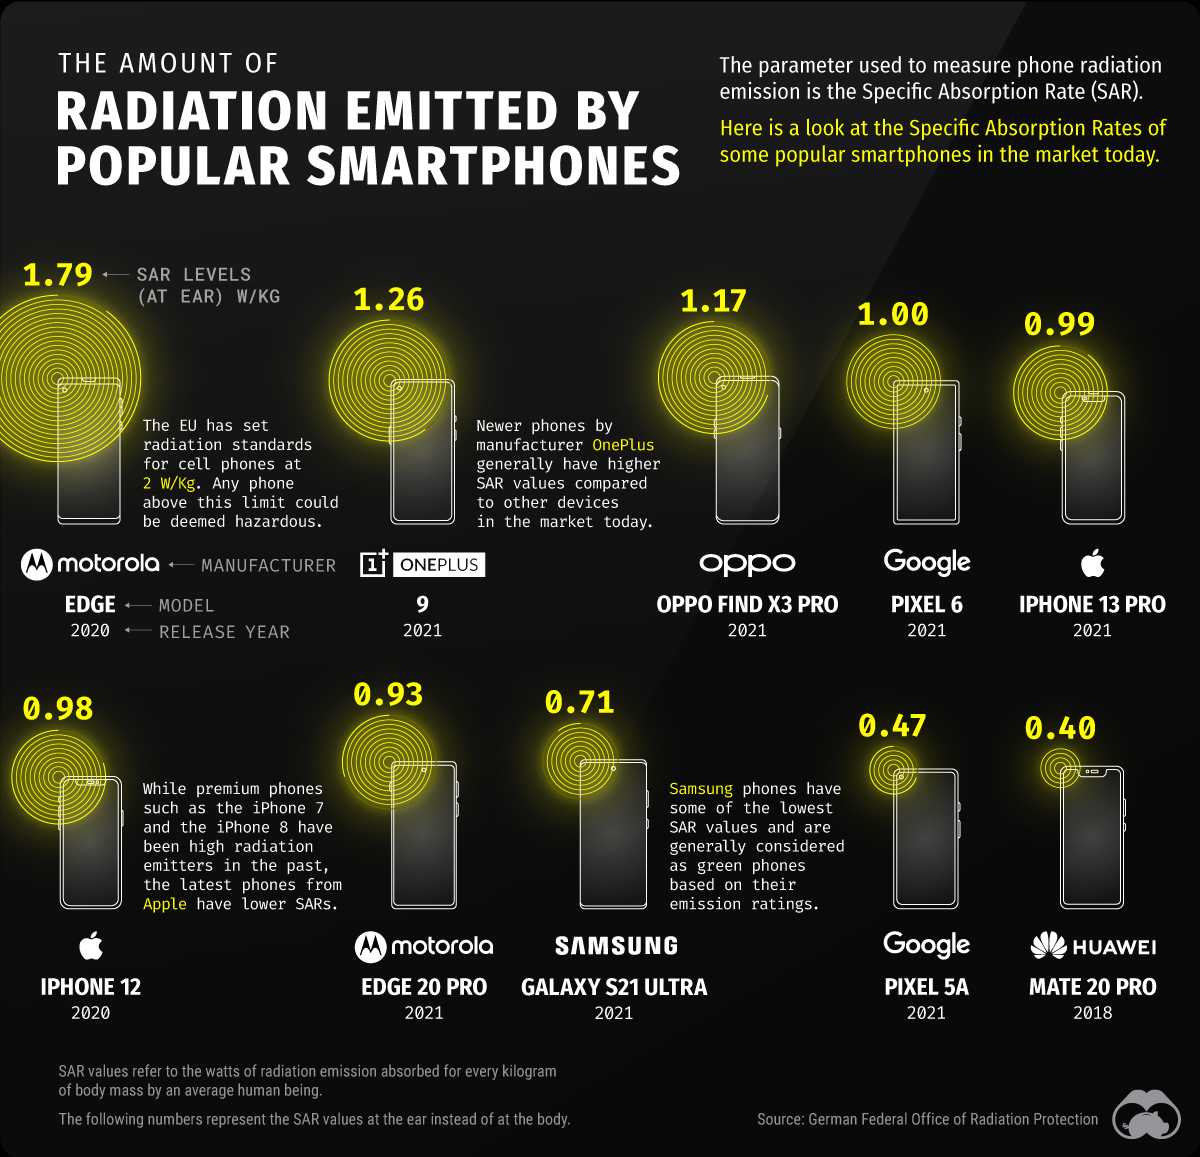 THE AMOUNT OF
RADIATION EMITTED BY
POPULAR SMARTPHONES
The parameter used to measure phone radiation
emission is the Specific Absorption Rate (SAR).
Here is a look at the Specific Absorption Rates of
some popular smartphones in the market today.
1.79
SAR LEVELS
(AT EAR) W/KG
The EU has set
radiation standards
for cell phones at
2 W/Kg. Any phone
above this limit could
be deemed hazardous.
motorola
MANUFACTURER
EDGE
MODEL
2020
RELEASE YEAR
1.26
Newer phones by
manufacturer OnePlus
generally have higher
SAR values compared
to other devices
in the market today.
1+ ONEPLUS
9
2021
1.17
oppo
OPPO FIND X3 PRO
2021
1.00
Google
PIXEL 6
2021
0.99
IPHONE 13 PRO
2021
0.98
While premium phones
such as the iPhone 7
and the iPhone 8 have
been high radiation
emitters in the past,
the latest phones from
Apple have lower SARs.
IPHONE 12
2020
0.93
motorola
EDGE 20 PRO
2021
0.71
Samsung phones have
some of the lowest
SAR values and are
generally considered
as green phones
based on their
emission ratings.
SAMSUNG
GALAXY S21 ULTRA
2021
0.47
Google
PIXEL 5A
2021
0.40
HUAWEI
MATE 20 PRO
2018
SAR values refer to the watts of radiation emission absorbed for every kilogram
of body mass by an average human being.
The following numbers represent the SAR values at the ear instead of at the body.
Source: German Federal Office of Radiation Protection